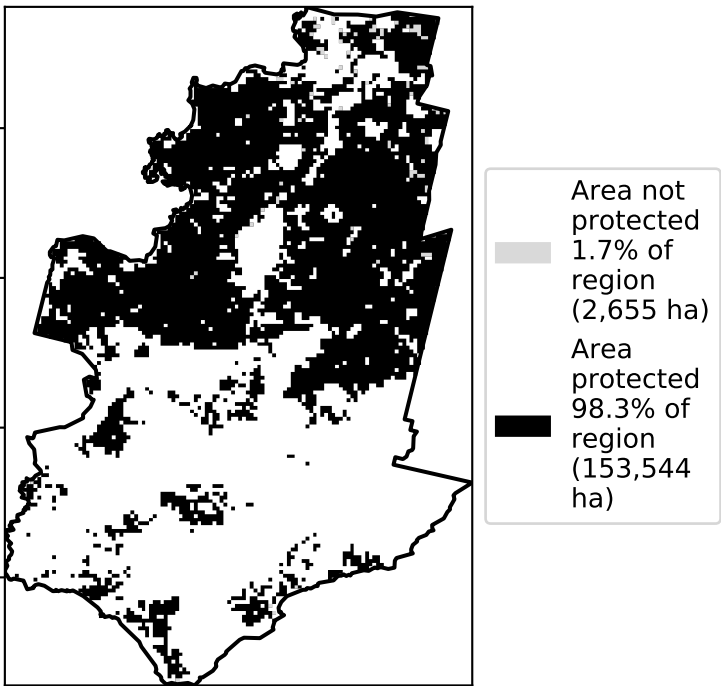 Area not
protected
1.7% of
region
(2,655 ha)
Area
protected
98.3% of
region
(153,544
ha)